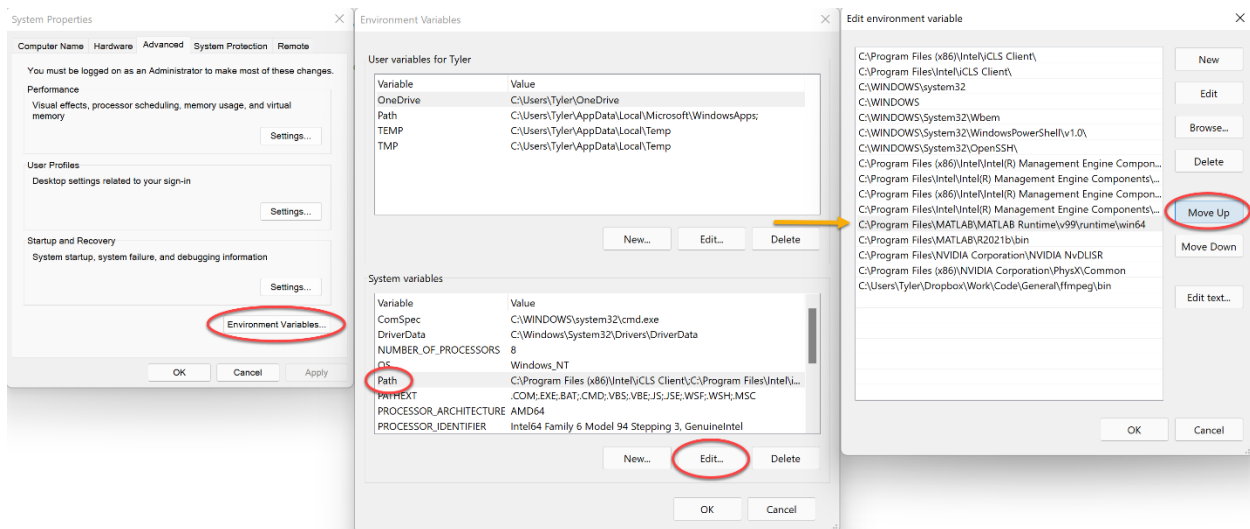 System Properties
Computer Name Hardware Advanced System Protection Remote
You must be logged on as an Administrator to make most of these changes.
Performance
Visual effects, processor scheduling, memory usage, and virtual
memory
Settings...
User Profiles
Desktop settings related to your sign-in
Settings...
Startup and Recovery
System startup, system failure, and debugging information
Settings...
Environment Variables...
OK Cancel Apply
Environment Variables
User variables for Tyler
Variable Value
OneDrive C:\Users\Tyler\OneDrive
Path C:\Users\Tyler\AppData\Local\Microsoft\WindowsApps;
TEMP C:\Users\Tyler\AppData\Local\Temp
TMP C:\Users\Tyler\AppData\Local\Temp
New... Edit... Delete
System variables
Variable Value
ComSpec C:\WINDOWS\system32\cmd.exe
DriverData C:\Windows\System32\Drivers\DriverData
NUMBER_OF_PROCESSORS 8
OS Windows_NT
Path C:\Program Files (x86)\Intel\iCLS Client\;C:\Program Files\Intel\i...
PATHEXT .COM;.EXE;.BAT;.CMD;.VBS;.VBE;.JS;.JSE;.WSF;.WSH;.MSC
PROCESSOR_ARCHITECTURE AMD64
PROCESSOR_IDENTIFIER Intel64 Family 6 Model 94 Stepping 3, GenuineIntel
New... Edit... Delete
OK Cancel
Edit environment variable
C:\Program Files (x86)\Intel\iCLS Client\
C:\Program Files\Intel\iCLS Client\
C:\WINDOWS\system32
C:\WINDOWS
C:\WINDOWS\System32\Wbem
C:\WINDOWS\System32\WindowsPowerShell\v1.0\
C:\WINDOWS\System32\OpenSSH\
C:\Program Files (x86)\Intel\Intel(R) Management Engine Compon...
C:\Program Files\Intel\Intel(R) Management Engine Components\...
C:\Program Files (x86)\Intel\Intel(R) Management Engine Compon...
C:\Program Files\Intel\Intel(R) Management Engine Components\...
C:\Program Files\MATLAB\MATLAB Runtime\v99\runtime\win64
C:\Program Files\MATLAB\R2021b\bin
C:\Program Files\NVIDIA Corporation\NVIDIA NvDLISR
C:\Program Files (x86)\NVIDIA Corporation\PhysX\Common
C:\Users\Tyler\Dropbox\Work\Code\General\ffmpeg\bin
New
Edit
Browse...
Delete
Move Up
Move Down
Edit text...
OK Cancel